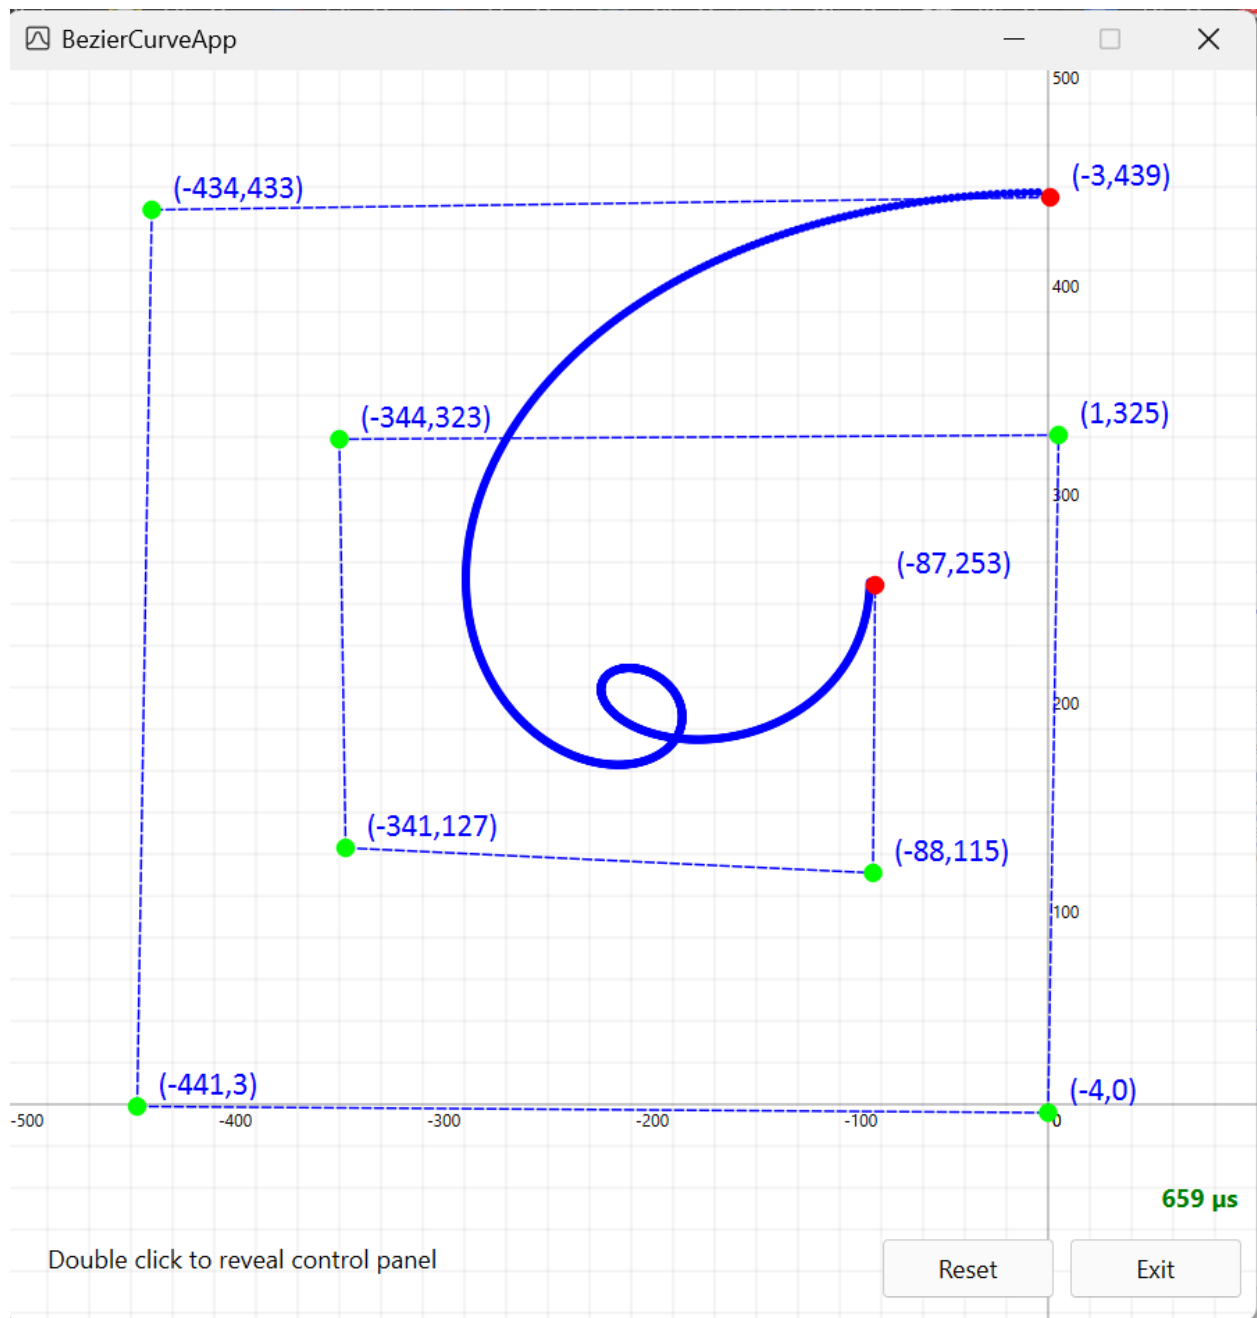 BezierCurveApp
500
(-3,439)
(-434,433)
400
(1,325)
(-344,323)
300
(-87,253)
200
(-341,127)
(-88,115)
100
(-441,3)
(-4,0)
-500 -400 -300 -200 -100 0
659 µs
Double click to reveal control panel
Reset Exit